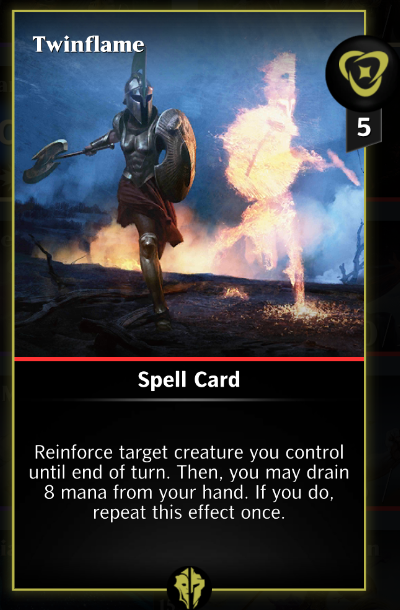 Twinflame
5
Spell Card
Reinforce target creature you control
until end of turn. Then, you may drain
8 mana from your hand. If you do,
repeat this effect once.